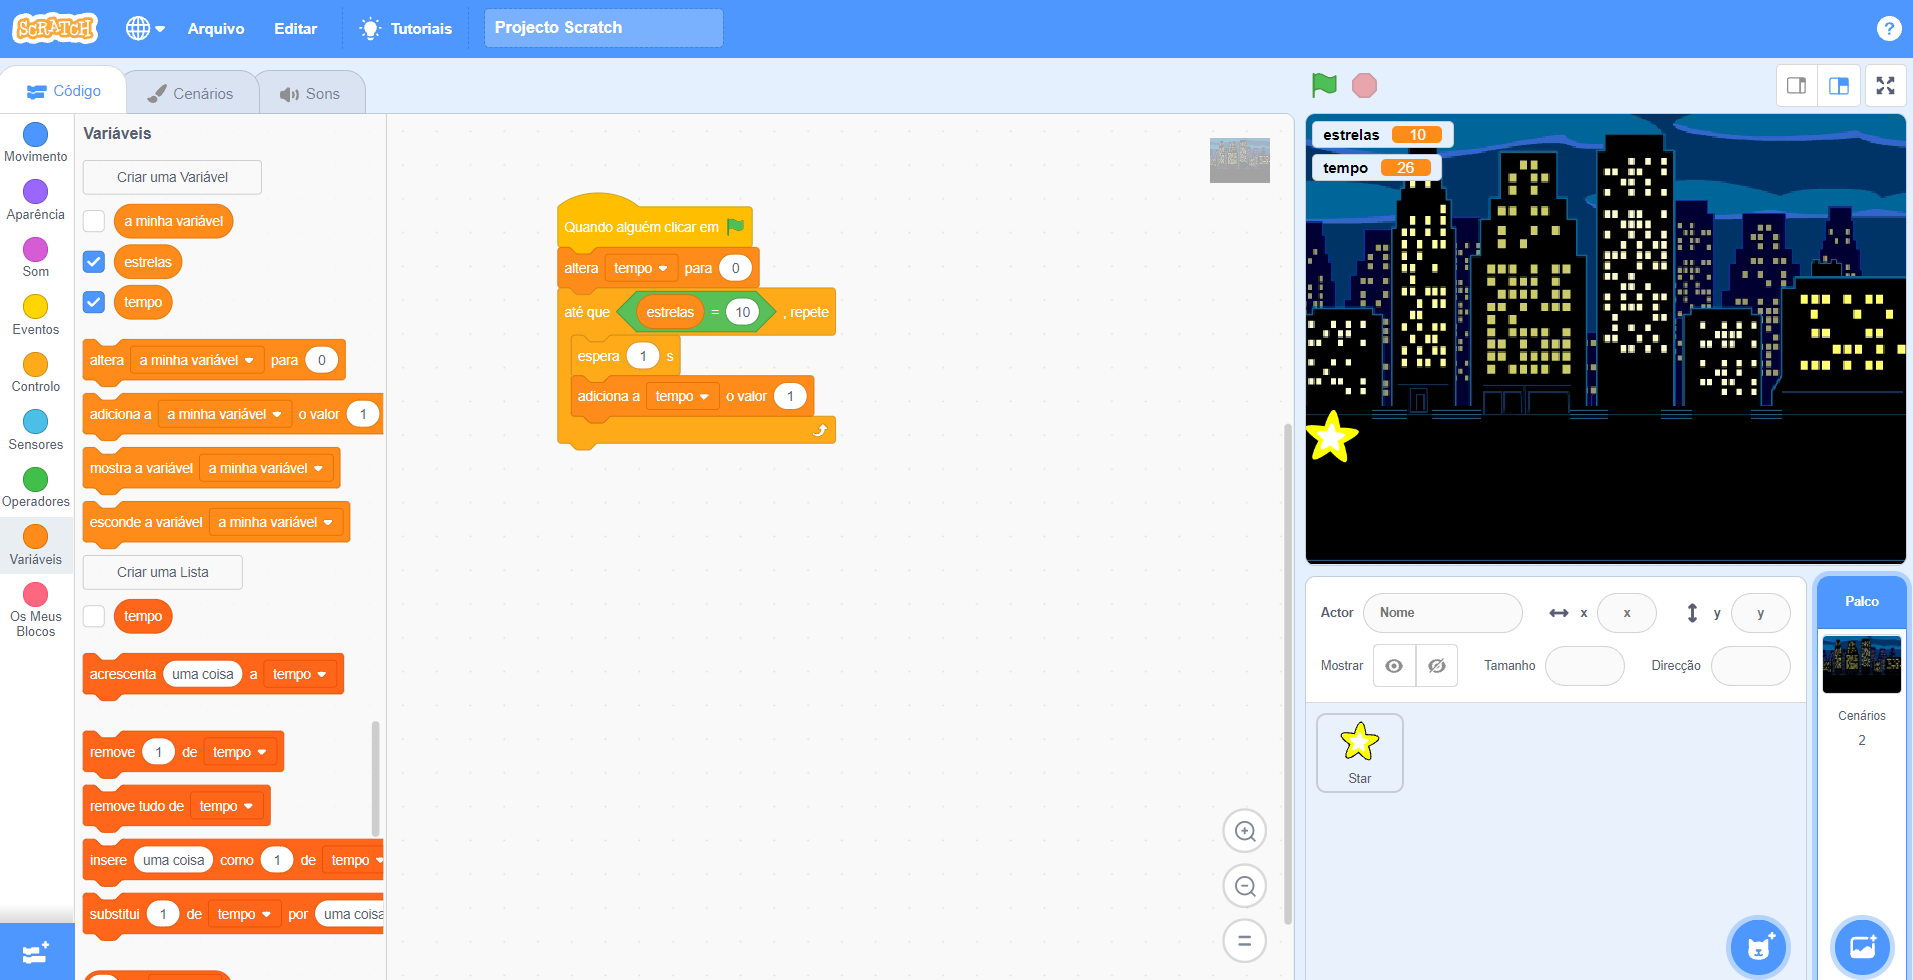 SCRATCH
Arquivo
Editar
Tutoriais
Projecto Scratch
?
Código
Cenários
Sons
Movimento
Aparência
Som
Eventos
Controlo
Sensores
Operadores
Variáveis
Os Meus
Blocos
Variáveis
Criar uma Variável
a minha variável
estrelas
tempo
altera a minha variável para 0
adiciona a a minha variável o valor 1
mostra a variável a minha variável
esconde a variável a minha variável
Criar uma Lista
tempo
acrescenta uma coisa a tempo
remove 1 de tempo
remove tudo de tempo
insere uma coisa como 1 de tempo
substitui 1 de tempo por uma coisa
Quando alguém clicar em
altera tempo para 0
até que estrelas = 10 , repete
espera 1 s
adiciona a tempo o valor 1
estrelas 10
tempo 26
Actor Nome x x y y
Mostrar Tamanho Direcção
Star
Palco
Cenários
2